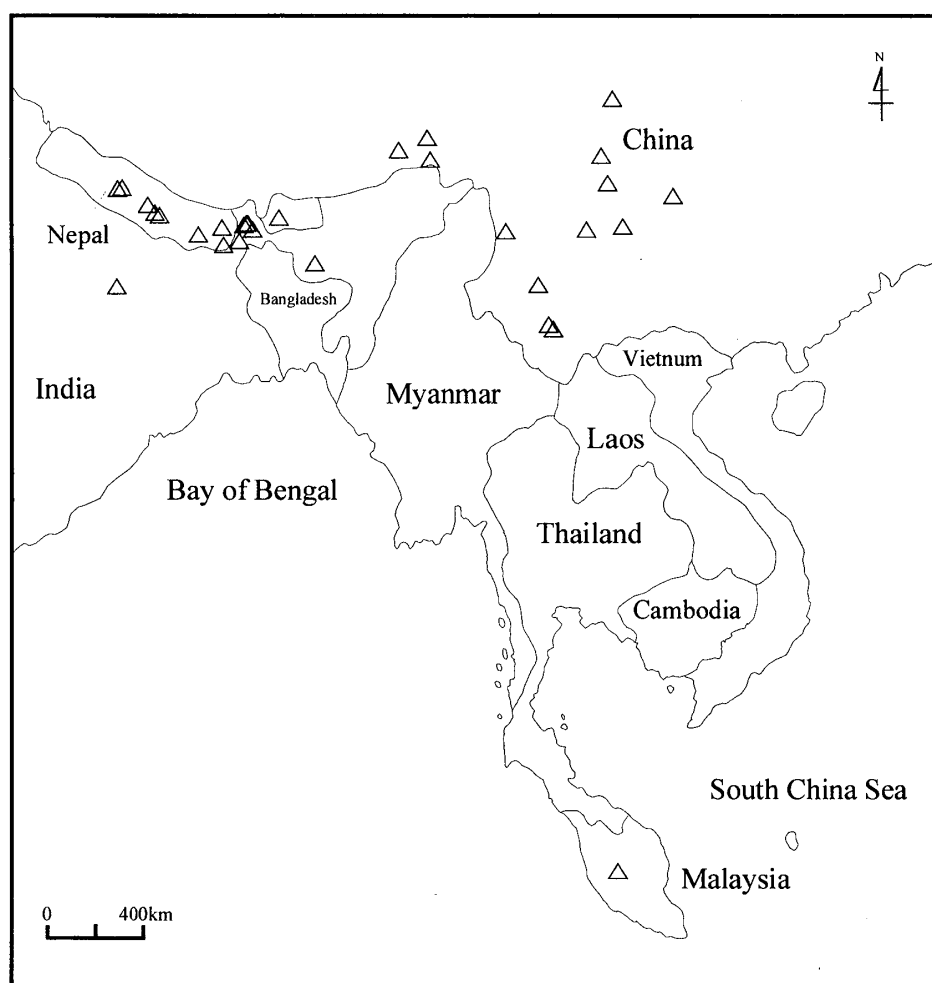 N
China
Nepal
Bangladesh
Vietnum
India
Myanmar
Laos
Bay of Bengal
Thailand
Cambodia
South China Sea
Malaysia
0 400km